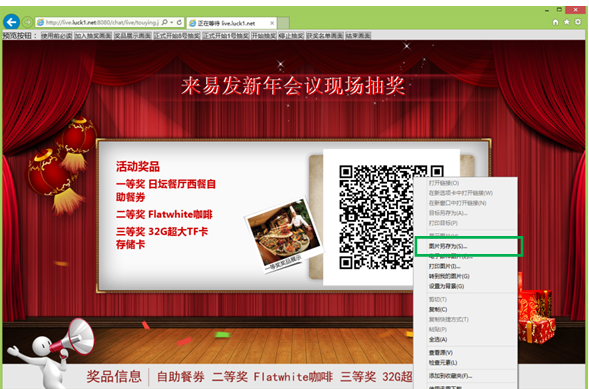 http://live.luck1.net:8080/chat/live/touying.j
正在等待 live.luck1.net
预览按钮： 使用前必读 加入抽奖画面 奖品展示画面 正式开始0号抽奖 正式开始1号抽奖 开始抽奖 停止抽奖 获奖名单画面 结束画面
来易发新年会议现场抽奖
活动奖品
一等奖 日坛餐厅西餐自
助餐券
二等奖 Flatwhite咖啡
三等奖 32G超大TF卡
存储卡
一等奖奖品展示
打开链接(O)
在新选项卡中打开链接(W)
在新窗口中打开链接(N)
目标另存为(A)...
打印目标(P)
图片另存为(S)...
打印图片(I)...
转到我的图片(G)
设置为背景(G)
剪切(T)
复制(C)
复制快捷方式(T)
粘贴(P)
全选(A)
查看源(V)
检查元素(L)
添加到收藏夹(F)...
奖品信息 自助餐券 二等奖 Flatwhite咖啡 三等奖 32G超